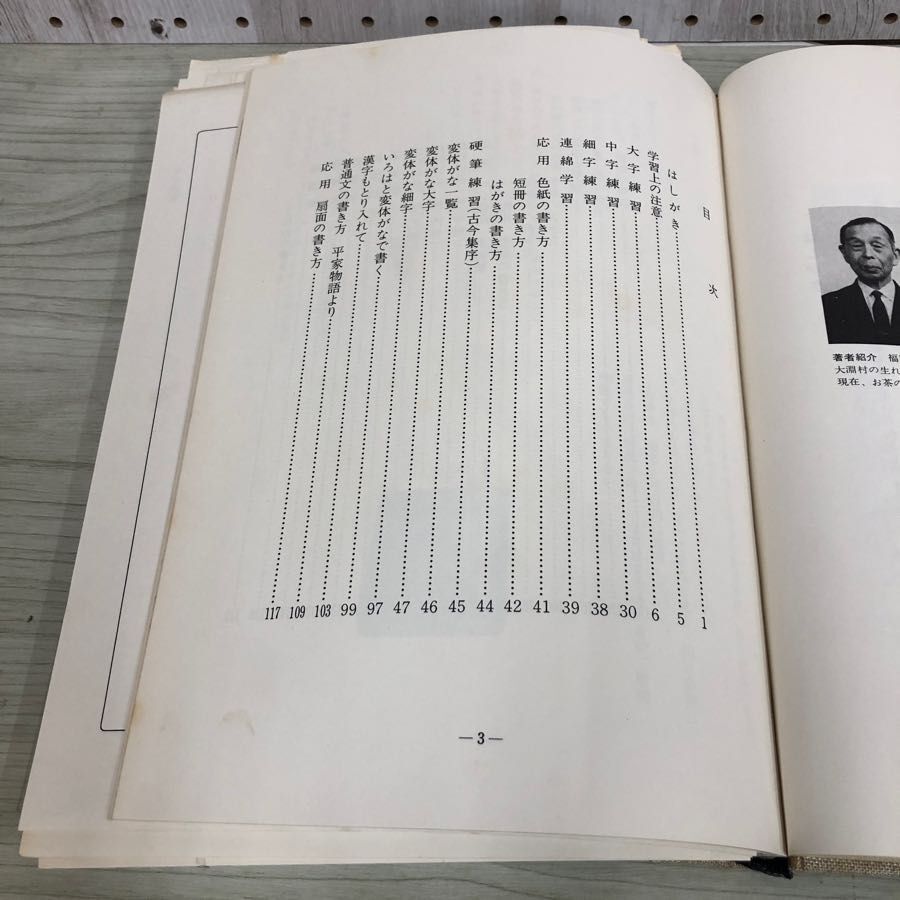 著者紹介 福
大淵村の生れ
現在、お茶の
目次
はしがき……1
学習上の注意……5
大字練習……6
中字練習……30
細字練習……38
連綿学習……39
応用 色紙の書き方……41
短冊の書き方……42
はがきの書き方……44
硬筆練習(古今集序)……45
変体がな一覧……46
変体がな大字……47
変体がな細字……97
いろはと変体がなで書く……99
漢字もとり入れて……103
普通文の書き方 平家物語より……109
応用 扇面の書き方……117
―3―